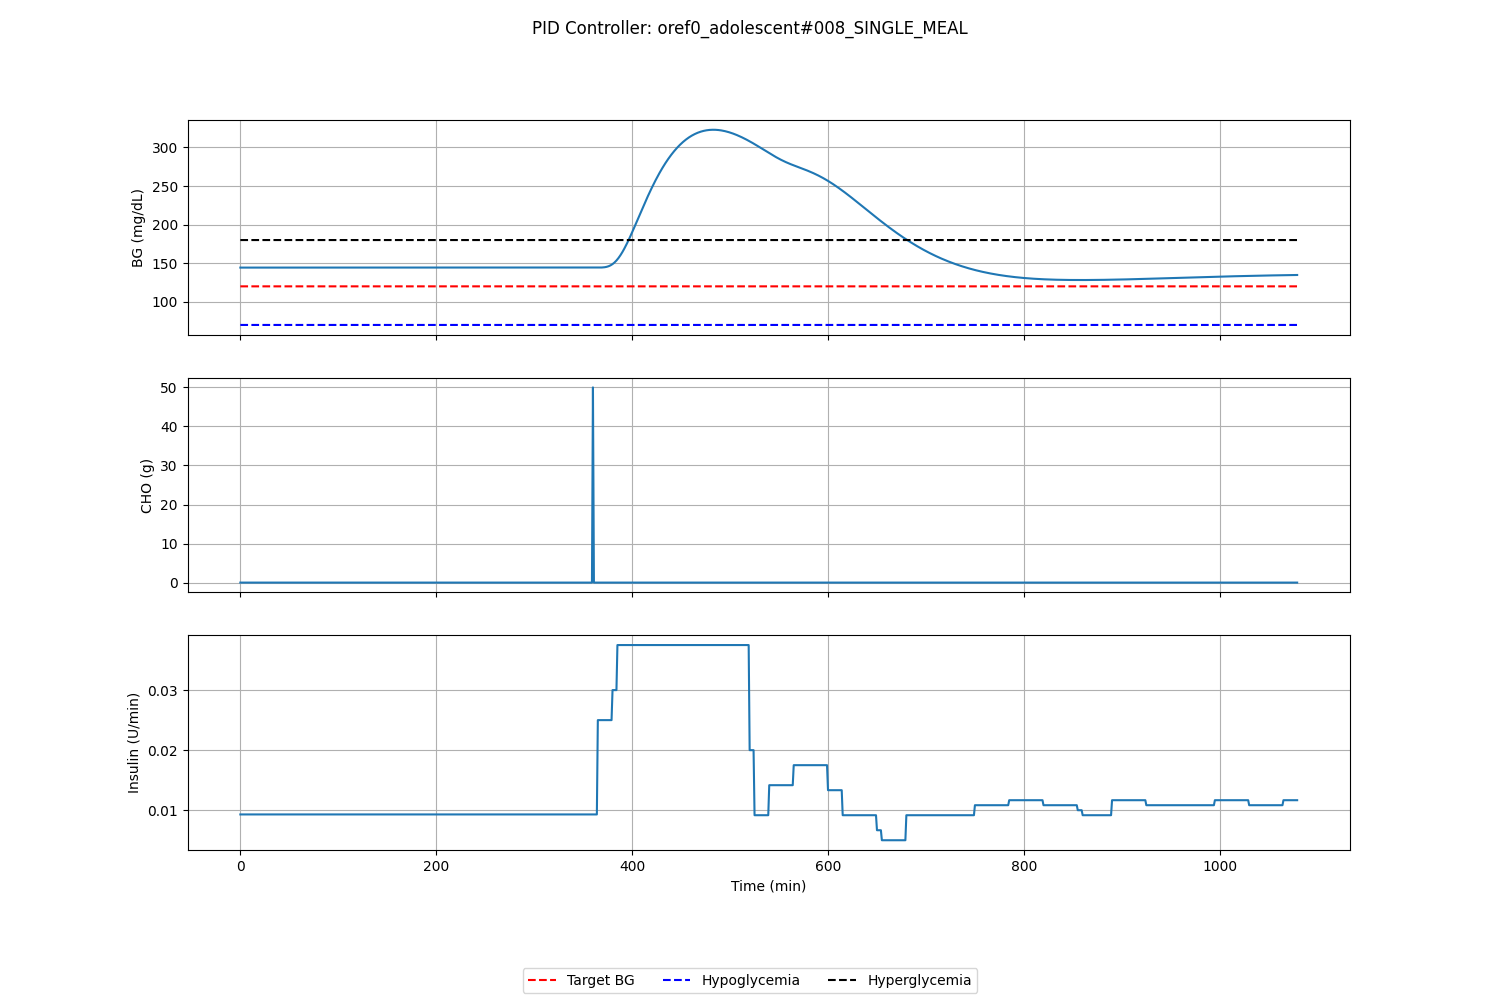 PID Controller: oref0_adolescent#008_SINGLE_MEAL
300
250
200
150
100
BG (mg/dL)
50
40
30
20
10
0
CHO (g)
0.03
0.02
0.01
Insulin (U/min)
0 200 400 600 800 1000
Time (min)
Target BG Hypoglycemia Hyperglycemia